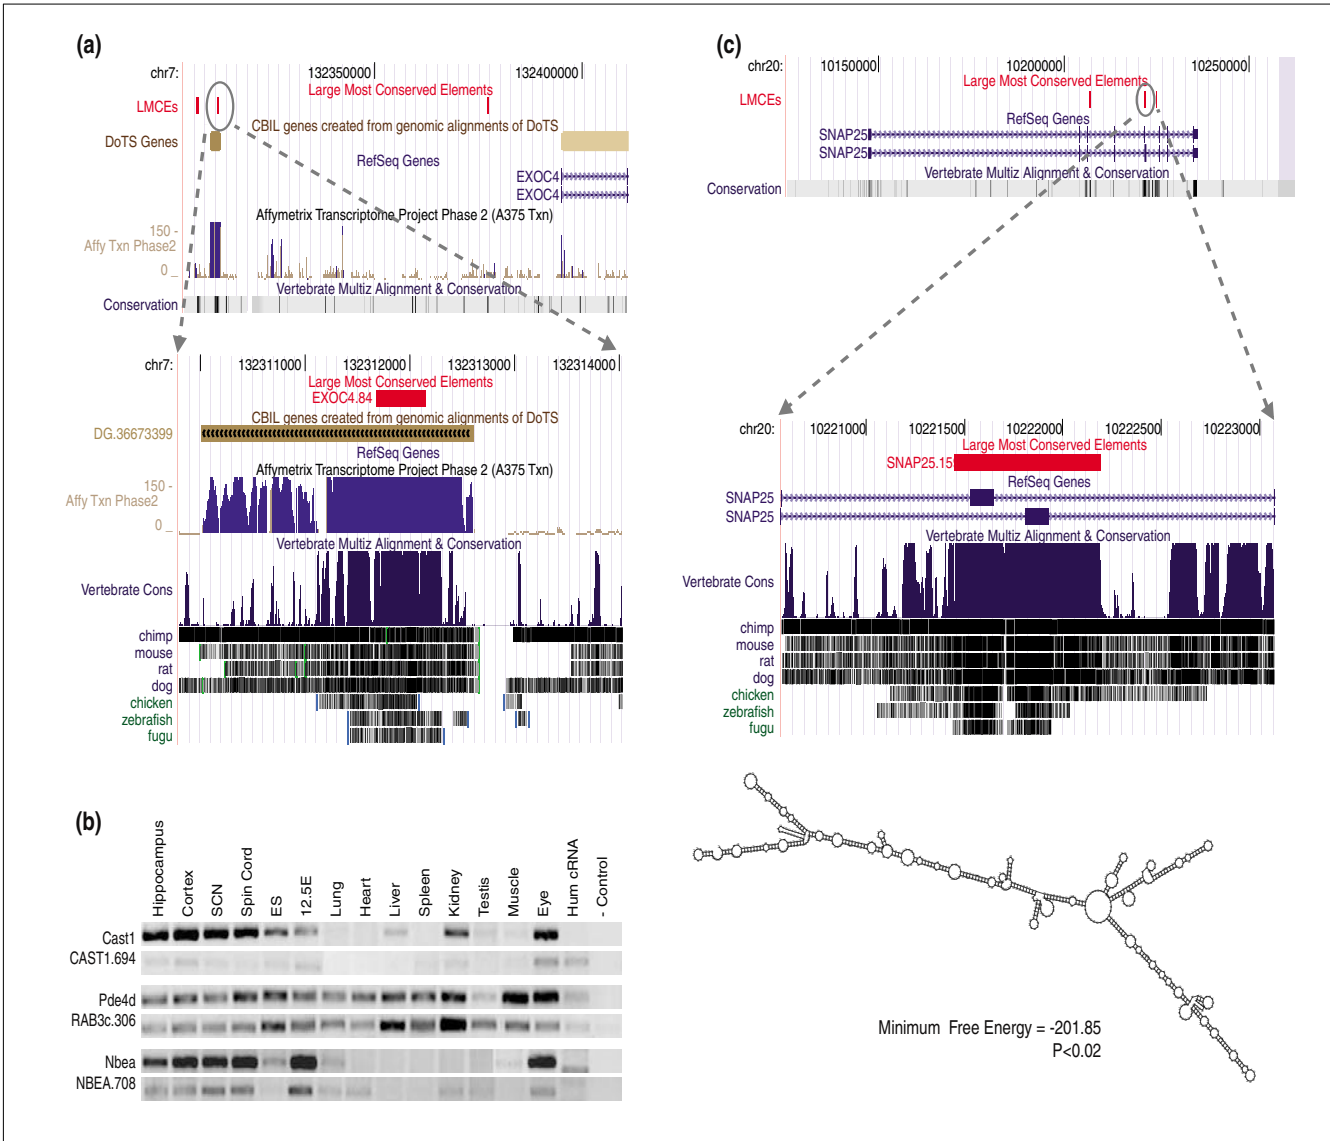 (a)
chr7: 132350000 132400000
Large Most Conserved Elements
LMCEs
CBIL genes created from genomic alignments of DoTS
DoTS Genes
RefSeq Genes
EXOC4
EXOC4
Affymetrix Transcriptome Project Phase 2 (A375 Txn)
150 -
Affy Txn Phase2
0 _
Vertebrate Multiz Alignment & Conservation
Conservation
chr7: 132311000 132312000 132313000 132314000
Large Most Conserved Elements
EXOC4.84
CBIL genes created from genomic alignments of DoTS
DG.36673399
RefSeq Genes
Affymetrix Transcriptome Project Phase 2 (A375 Txn)
150 -
Affy Txn Phase2
0 _
Vertebrate Multiz Alignment & Conservation
Vertebrate Cons
chimp
mouse
rat
dog
chicken
zebrafish
fugu
(b)
Hippocampus Cortex SCN Spin Cord ES 12.5E Lung Heart Liver Spleen Kidney Testis Muscle Eye Hum cRNA - Control
Cast1
CAST1.694
Pde4d
RAB3c.306
Nbea
NBEA.708
(c)
chr20: 10150000 10200000 10250000
Large Most Conserved Elements
LMCEs
RefSeq Genes
SNAP25
SNAP25
Vertebrate Multiz Alignment & Conservation
Conservation
chr20: 10221000 10221500 10222000 10222500 10223000
Large Most Conserved Elements
SNAP25.15
RefSeq Genes
SNAP25
SNAP25
Vertebrate Multiz Alignment & Conservation
Vertebrate Cons
chimp
mouse
rat
dog
chicken
zebrafish
fugu
Minimum Free Energy = -201.85
P<0.02